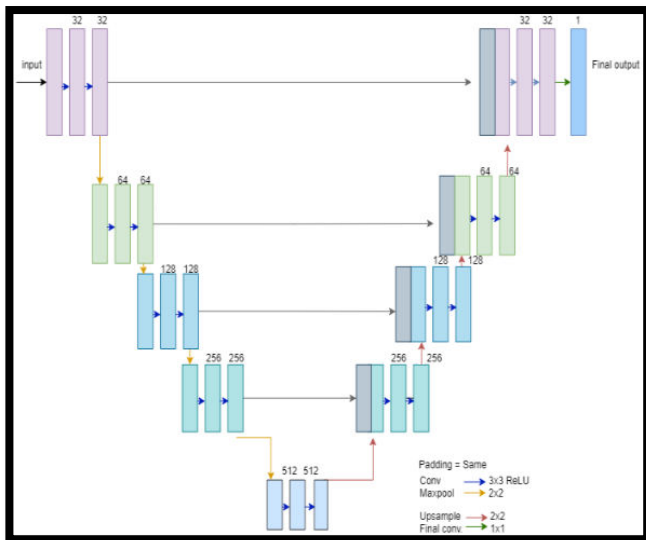 32 32
32 32
1
input
Final output
64 64
64 64
128 128
128 128
256 256
256 256
512 512
Padding = Same
Conv 3x3 ReLU
Maxpool 2x2
Upsample 2x2
Final conv. 1x1